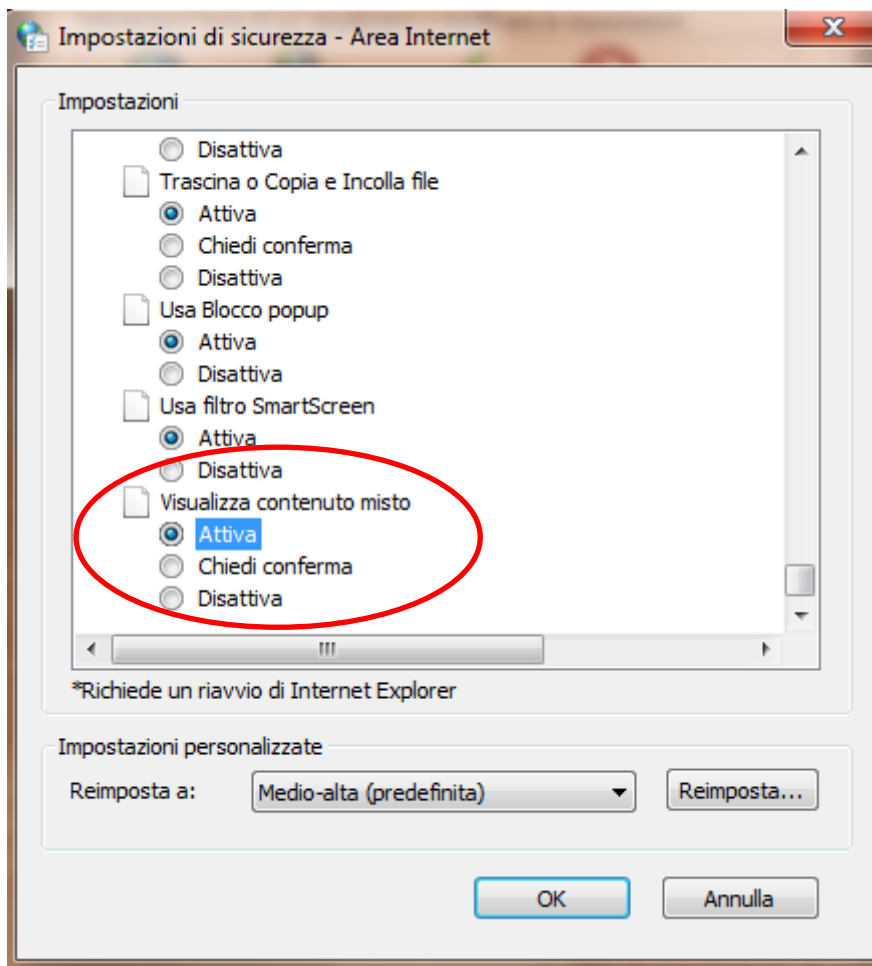 Impostazioni di sicurezza - Area Internet
Impostazioni
Disattiva
Trascina o Copia e Incolla file
Attiva
Chiedi conferma
Disattiva
Usa Blocco popup
Attiva
Disattiva
Usa filtro SmartScreen
Attiva
Disattiva
Visualizza contenuto misto
Attiva
Chiedi conferma
Disattiva
*Richiede un riavvio di Internet Explorer
Impostazioni personalizzate
Reimposta a: Medio-alta (predefinita) Reimposta...
OK Annulla